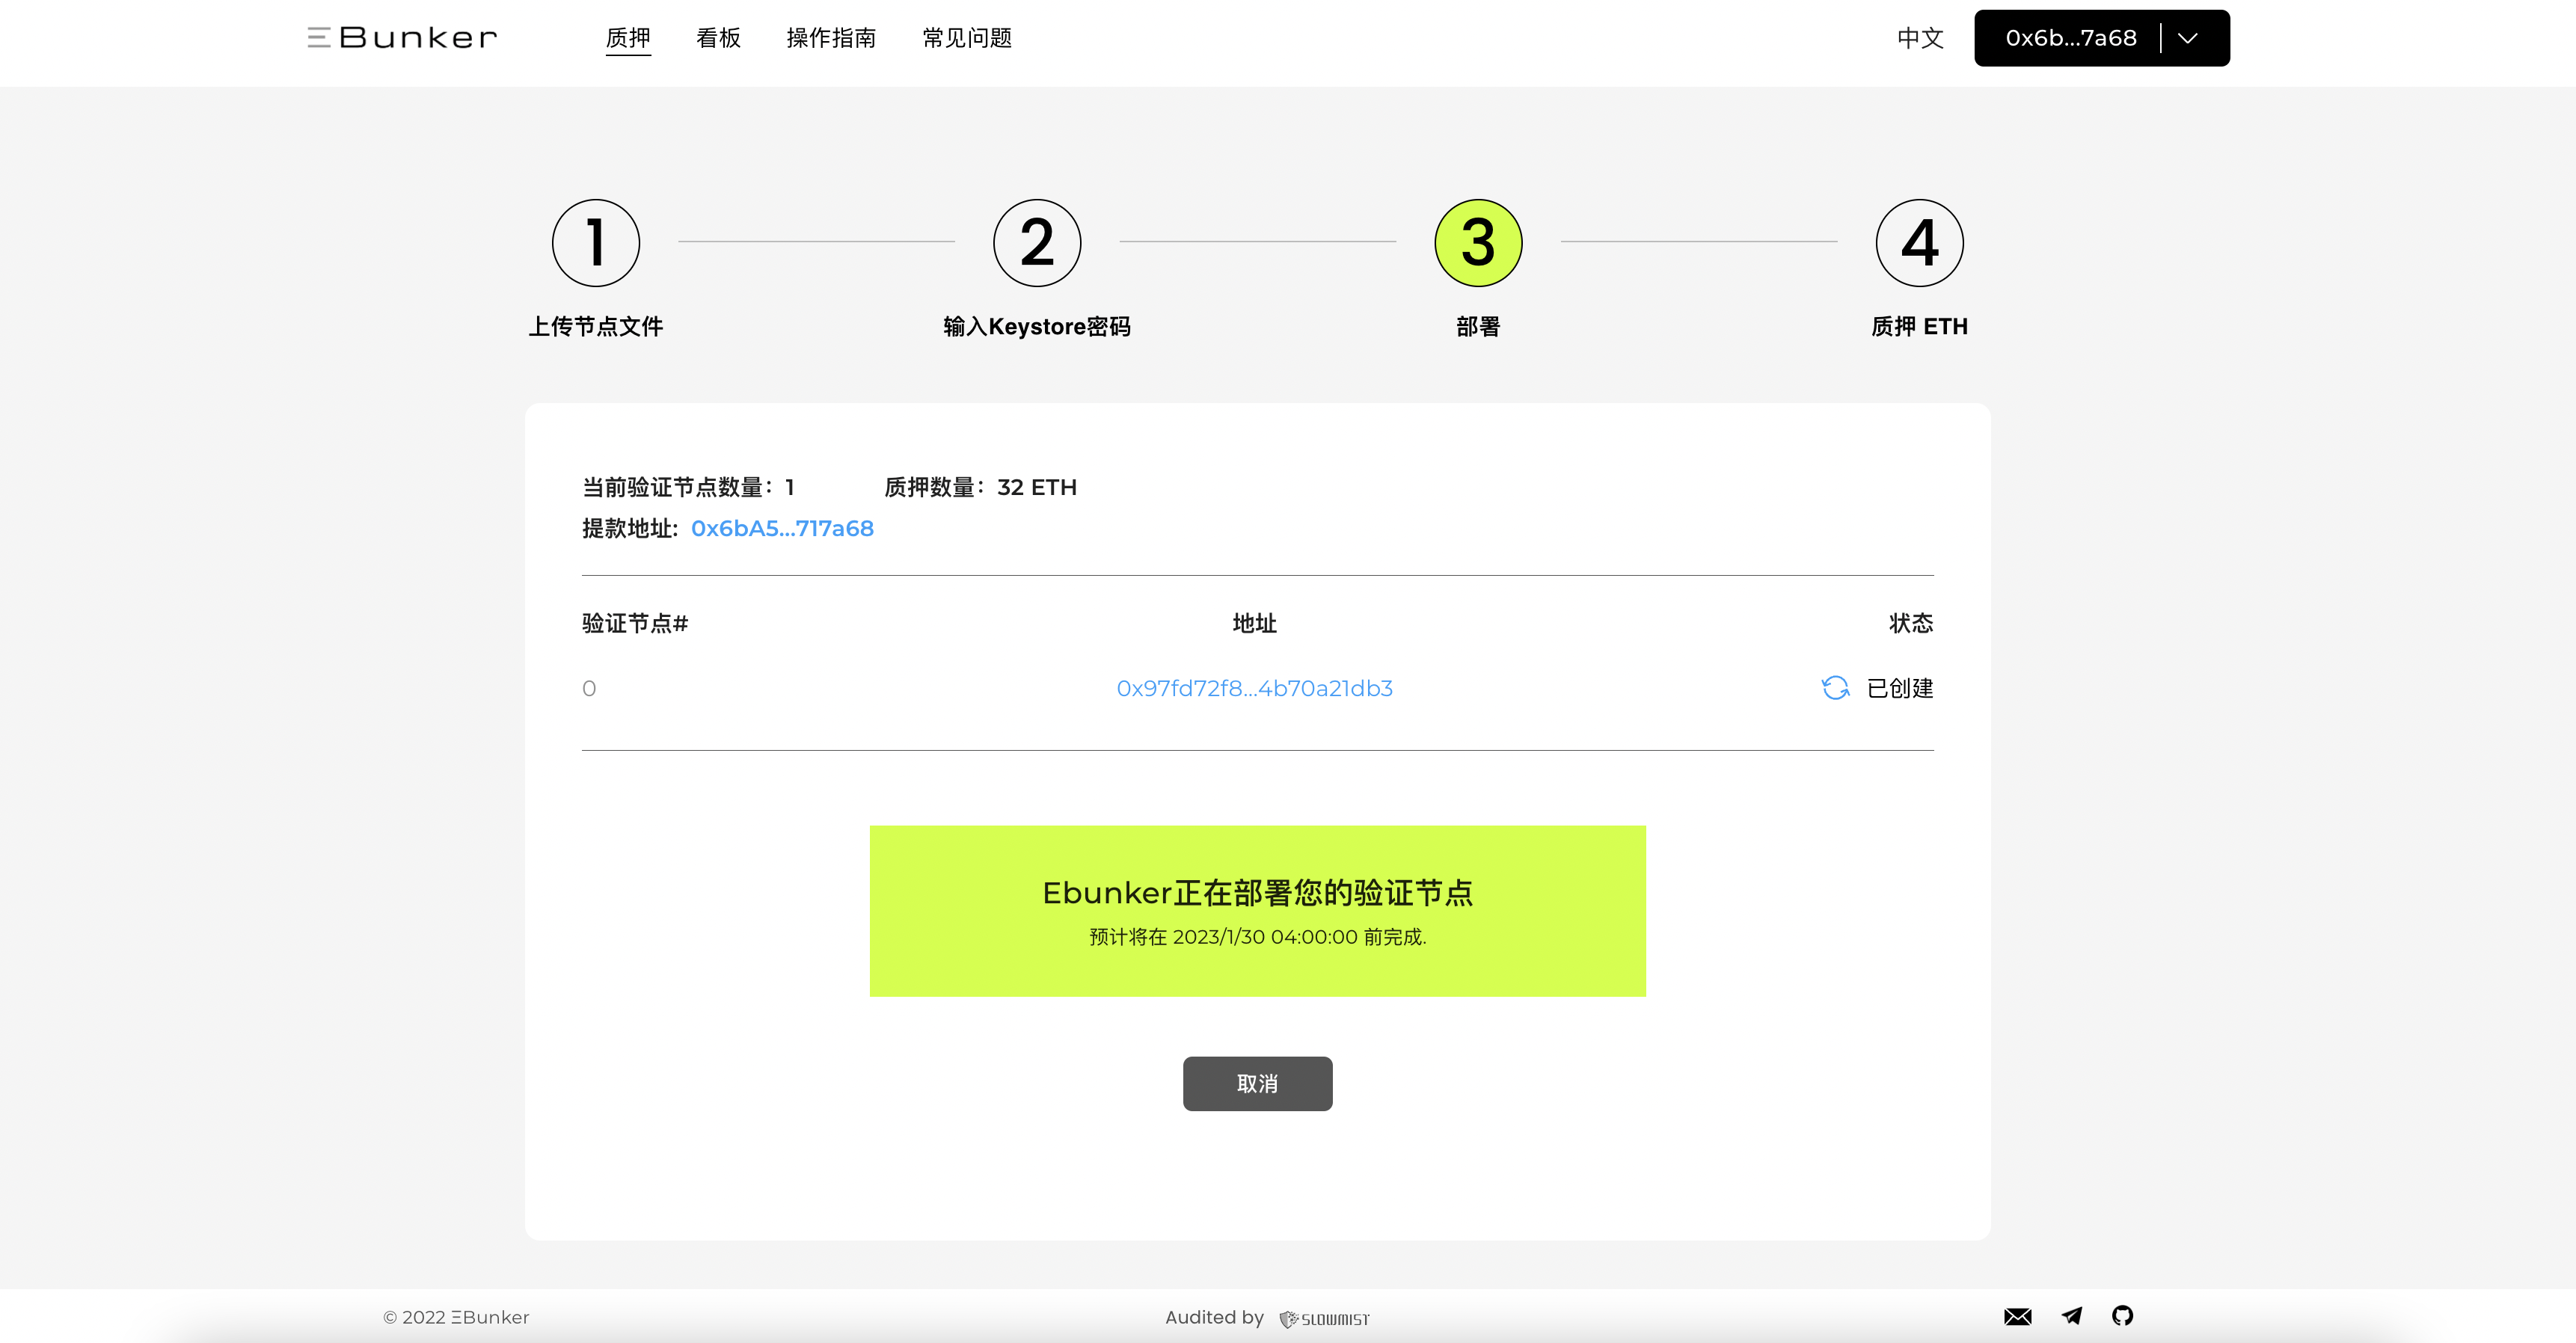 ΞBunker 质押 看板 操作指南 常见问题 中文 0x6b...7a68
1 2 3 4
上传节点文件 输入Keystore密码 部署 质押 ETH
当前验证节点数量：1 质押数量：32 ETH
提款地址: 0x6bA5...717a68
验证节点# 地址 状态
0 0x97fd72f8...4b70a21db3 已创建
Ebunker正在部署您的验证节点
预计将在 2023/1/30 04:00:00 前完成.
取消
© 2022 ΞBunker Audited by SLOWMIST